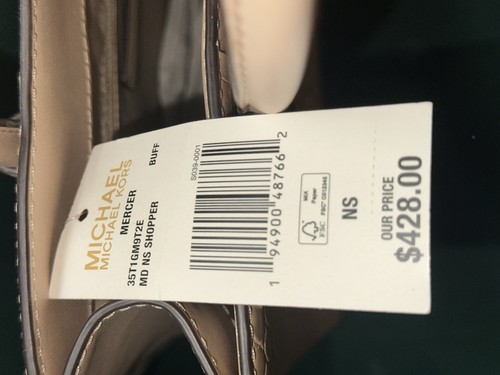 MICHAEL
MICHAEL KORS
MERCER
BUFF
35T1GM9T2E
MD NS SHOPPER
S039-0001
1 94900 48766 2
MIX
Paper
FSC
NS
OUR PRICE
$428.00